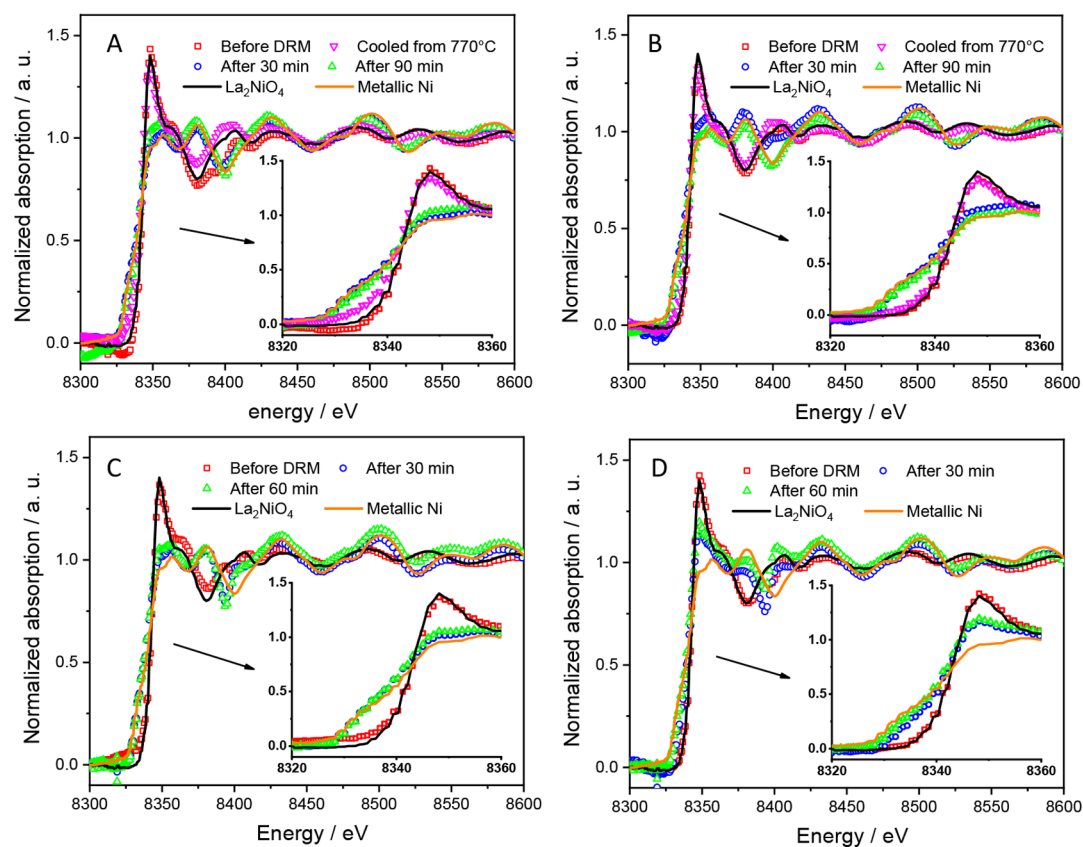 A
Before DRM Cooled from 770°C
After 30 min After 90 min
La₂NiO₄ Metallic Ni
Normalized absorption / a. u.
1.5
1.0
0.5
0.0
1.5
1.0
0.5
0.0
8320 8340 8360
8300 8350 8400 8450 8500 8550 8600
energy / eV
B
Before DRM Cooled from 770°C
After 30 min After 90 min
La₂NiO₄ Metallic Ni
Normalized absorption / a. u.
1.5
1.0
0.5
0.0
1.5
1.0
0.5
0.0
8320 8340 8360
8300 8350 8400 8450 8500 8550 8600
Energy / eV
C
Before DRM After 30 min
After 60 min
La₂NiO₄ Metallic Ni
Normalized absorption / a. u.
1.5
1.0
0.5
0.0
1.5
1.0
0.5
0.0
8320 8340 8360
8300 8350 8400 8450 8500 8550 8600
Energy / eV
D
Before DRM After 30 min
After 60 min
La₂NiO₄ Metallic Ni
Normalized absorption / a. u.
1.5
1.0
0.5
0.0
1.5
1.0
0.5
0.0
8320 8340 8360
8300 8350 8400 8450 8500 8550 8600
Energy / eV